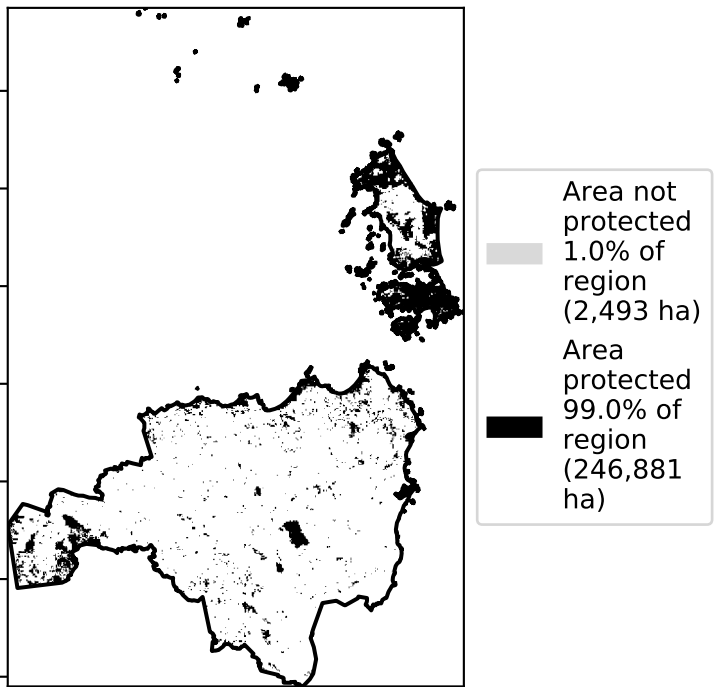 Area not
protected
1.0% of
region
(2,493 ha)
Area
protected
99.0% of
region
(246,881
ha)